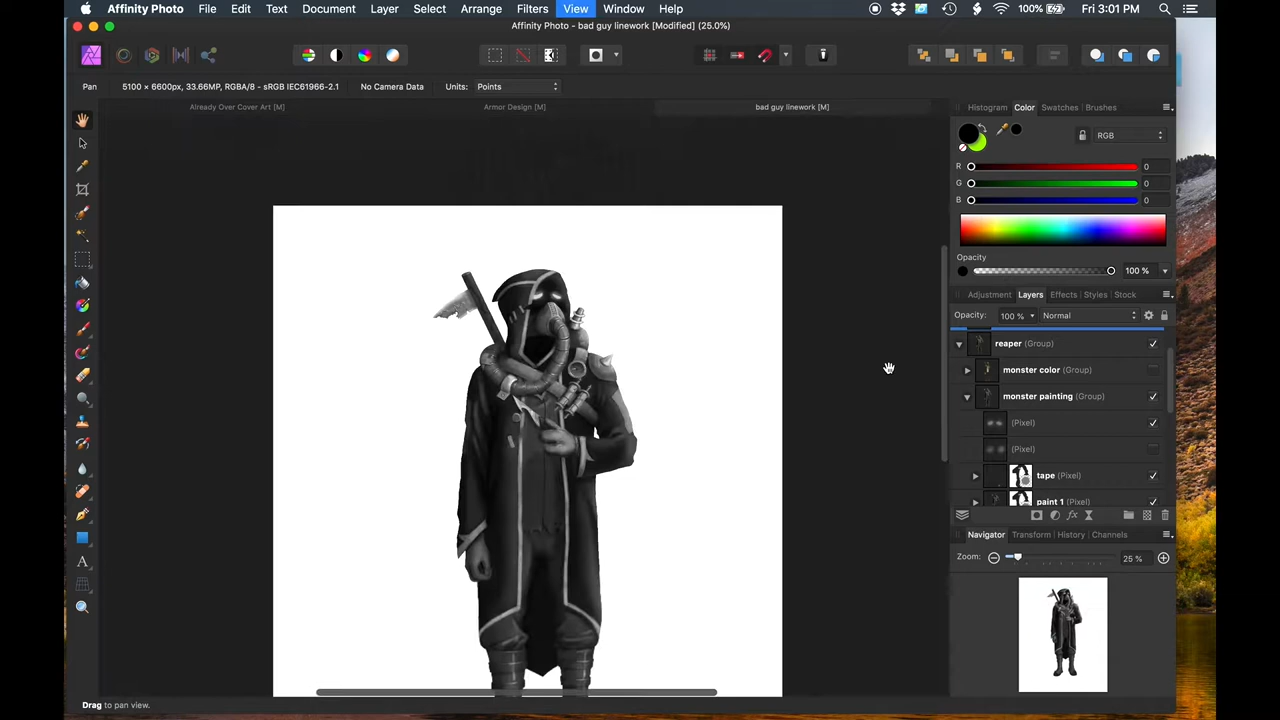 Affinity Photo File Edit Text Document Layer Select Arrange Filters View Window Help 100% Fri 3:01 PM
Affinity Photo - bad guy linework [Modified] (25.0%)
Pan 5100 × 6600px, 33.66MP, RGBA/8 - sRGB IEC61966-2.1 No Camera Data Units: Points
Already Over Cover Art [M] Armor Design [M] bad guy linework [M]
Histogram Color Swatches Brushes
RGB
R 0
G 0
B 0
Opacity
100 %
Adjustment Layers Effects Styles Stock
Opacity: 100 % Normal
reaper (Group)
monster color (Group)
monster painting (Group)
(Pixel)
(Pixel)
tape (Pixel)
paint 1 (Pixel)
Navigator Transform History Channels
Zoom: 25 %
Drag to pan view.